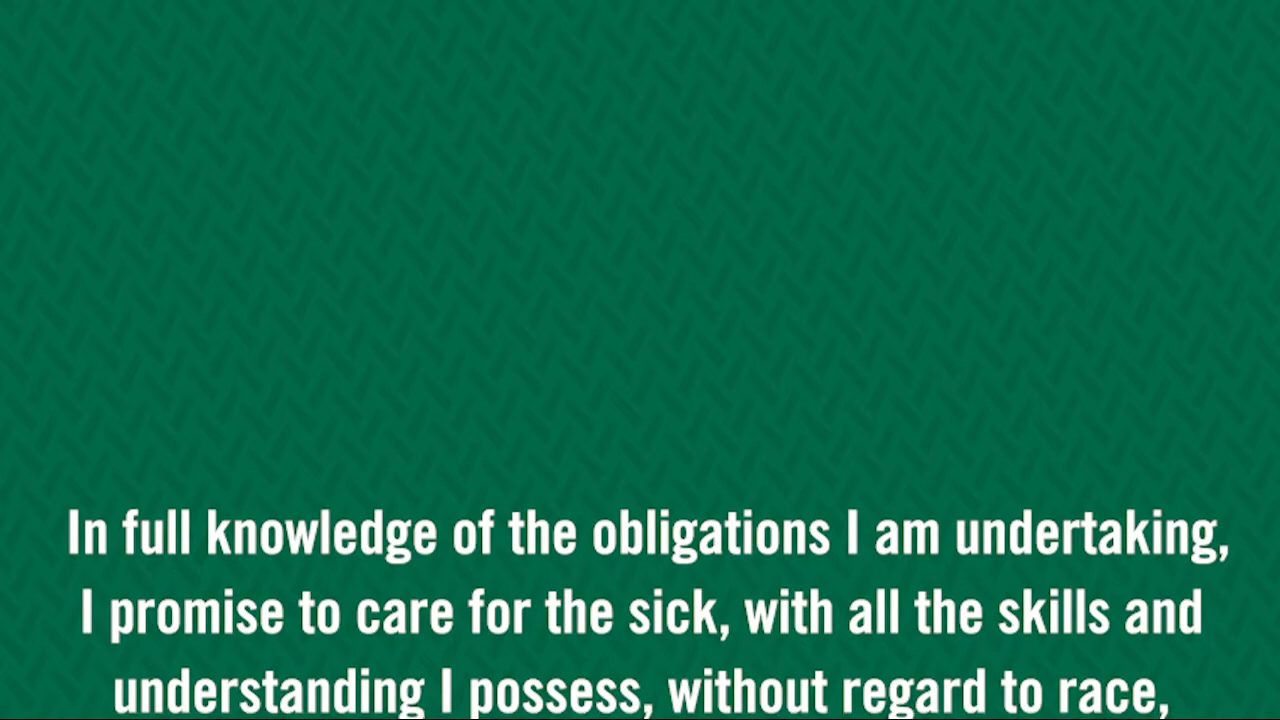 In full knowledge of the obligations I am undertaking,
I promise to care for the sick, with all the skills and
understanding I possess, without regard to race,